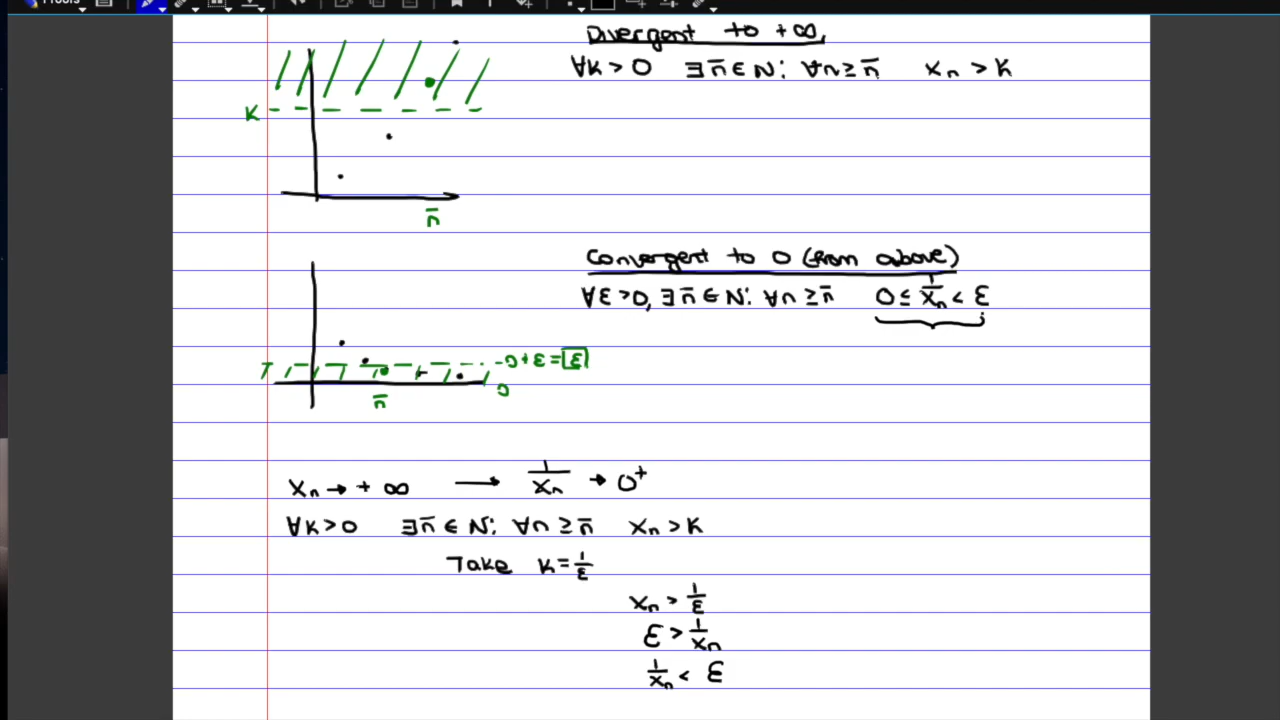 Proofs
Divergent to +∞
∀K>0 ∃n̄∈N: ∀n≥n̄ xₙ>K
K
n̄
Convergent to 0 (from above)
∀ε>0, ∃n̄∈N: ∀n≥n̄ 0≤1/xₙ<ε
0+ε=ε
0
n̄
xₙ→+∞ → 1/xₙ → 0⁺
∀K>0 ∃n̄∈N: ∀n≥n̄ xₙ>K
Take K=1/ε
xₙ>1/ε
ε>1/xₙ
1/xₙ<ε